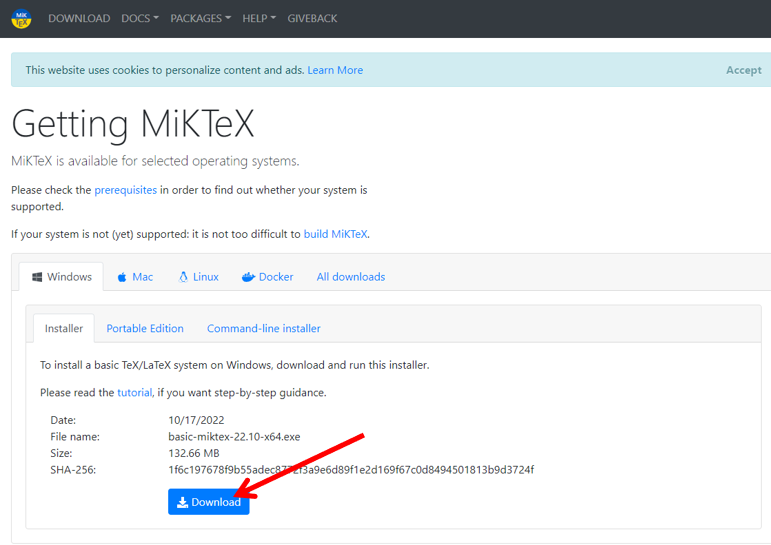 MiK
TeX
DOWNLOAD DOCS PACKAGES HELP GIVEBACK
This website uses cookies to personalize content and ads. Learn More Accept
Getting MiKTeX
MiKTeX is available for selected operating systems.
Please check the prerequisites in order to find out whether your system is
supported.
If your system is not (yet) supported: it is not too difficult to build MiKTeX.
Windows Mac Linux Docker All downloads
Installer Portable Edition Command-line installer
To install a basic TeX/LaTeX system on Windows, download and run this installer.
Please read the tutorial, if you want step-by-step guidance.
Date: 10/17/2022
File name: basic-miktex-22.10-x64.exe
Size: 132.66 MB
SHA-256:
Download